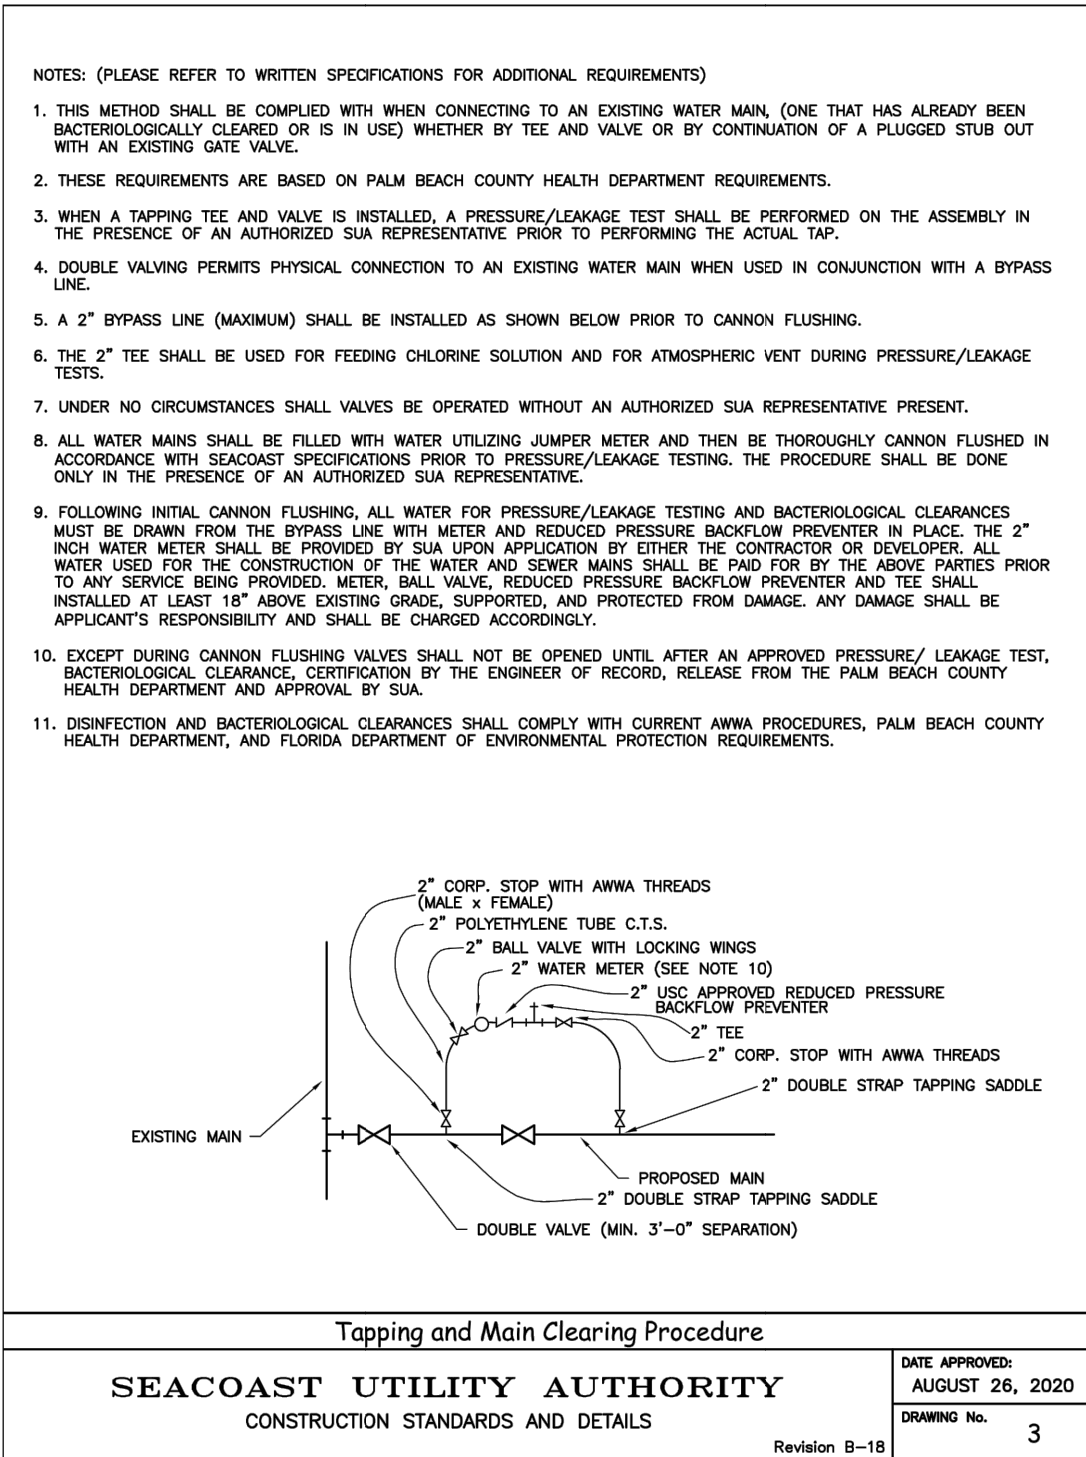 NOTES: (PLEASE REFER TO WRITTEN SPECIFICATIONS FOR ADDITIONAL REQUIREMENTS)
1. THIS METHOD SHALL BE COMPLIED WITH WHEN CONNECTING TO AN EXISTING WATER MAIN, (ONE THAT HAS ALREADY BEEN
BACTERIOLOGICALLY CLEARED OR IS IN USE) WHETHER BY TEE AND VALVE OR BY CONTINUATION OF A PLUGGED STUB OUT
WITH AN EXISTING GATE VALVE.
2. THESE REQUIREMENTS ARE BASED ON PALM BEACH COUNTY HEALTH DEPARTMENT REQUIREMENTS.
3. WHEN A TAPPING TEE AND VALVE IS INSTALLED, A PRESSURE/LEAKAGE TEST SHALL BE PERFORMED ON THE ASSEMBLY IN
THE PRESENCE OF AN AUTHORIZED SUA REPRESENTATIVE PRIOR TO PERFORMING THE ACTUAL TAP.
4. DOUBLE VALVING PERMITS PHYSICAL CONNECTION TO AN EXISTING WATER MAIN WHEN USED IN CONJUNCTION WITH A BYPASS
LINE.
5. A 2" BYPASS LINE (MAXIMUM) SHALL BE INSTALLED AS SHOWN BELOW PRIOR TO CANNON FLUSHING.
6. THE 2" TEE SHALL BE USED FOR FEEDING CHLORINE SOLUTION AND FOR ATMOSPHERIC VENT DURING PRESSURE/LEAKAGE
TESTS.
7. UNDER NO CIRCUMSTANCES SHALL VALVES BE OPERATED WITHOUT AN AUTHORIZED SUA REPRESENTATIVE PRESENT.
8. ALL WATER MAINS SHALL BE FILLED WITH WATER UTILIZING JUMPER METER AND THEN BE THOROUGHLY CANNON FLUSHED IN
ACCORDANCE WITH SEACOAST SPECIFICATIONS PRIOR TO PRESSURE/LEAKAGE TESTING. THE PROCEDURE SHALL BE DONE
ONLY IN THE PRESENCE OF AN AUTHORIZED SUA REPRESENTATIVE.
9. FOLLOWING INITIAL CANNON FLUSHING, ALL WATER FOR PRESSURE/LEAKAGE TESTING AND BACTERIOLOGICAL CLEARANCES
MUST BE DRAWN FROM THE BYPASS LINE WITH METER AND REDUCED PRESSURE BACKFLOW PREVENTER IN PLACE. THE 2"
INCH WATER METER SHALL BE PROVIDED BY SUA UPON APPLICATION BY EITHER THE CONTRACTOR OR DEVELOPER. ALL
WATER USED FOR THE CONSTRUCTION OF THE WATER AND SEWER MAINS SHALL BE PAID FOR BY THE ABOVE PARTIES PRIOR
TO ANY SERVICE BEING PROVIDED. METER, BALL VALVE, REDUCED PRESSURE BACKFLOW PREVENTER AND TEE SHALL
INSTALLED AT LEAST 18" ABOVE EXISTING GRADE, SUPPORTED, AND PROTECTED FROM DAMAGE. ANY DAMAGE SHALL BE
APPLICANT'S RESPONSIBILITY AND SHALL BE CHARGED ACCORDINGLY.
10. EXCEPT DURING CANNON FLUSHING VALVES SHALL NOT BE OPENED UNTIL AFTER AN APPROVED PRESSURE/ LEAKAGE TEST,
BACTERIOLOGICAL CLEARANCE, CERTIFICATION BY THE ENGINEER OF RECORD, RELEASE FROM THE PALM BEACH COUNTY
HEALTH DEPARTMENT AND APPROVAL BY SUA.
11. DISINFECTION AND BACTERIOLOGICAL CLEARANCES SHALL COMPLY WITH CURRENT AWWA PROCEDURES, PALM BEACH COUNTY
HEALTH DEPARTMENT, AND FLORIDA DEPARTMENT OF ENVIRONMENTAL PROTECTION REQUIREMENTS.
2" CORP. STOP WITH AWWA THREADS
(MALE x FEMALE)
2" POLYETHYLENE TUBE C.T.S.
2" BALL VALVE WITH LOCKING WINGS
2" WATER METER (SEE NOTE 10)
2" USC APPROVED REDUCED PRESSURE
BACKFLOW PREVENTER
2" TEE
2" CORP. STOP WITH AWWA THREADS
2" DOUBLE STRAP TAPPING SADDLE
EXISTING MAIN
PROPOSED MAIN
2" DOUBLE STRAP TAPPING SADDLE
DOUBLE VALVE (MIN. 3'-0" SEPARATION)
Tapping and Main Clearing Procedure
SEACOAST UTILITY AUTHORITY
CONSTRUCTION STANDARDS AND DETAILS
Revision B-18
DATE APPROVED:
AUGUST 26, 2020
DRAWING No.
3